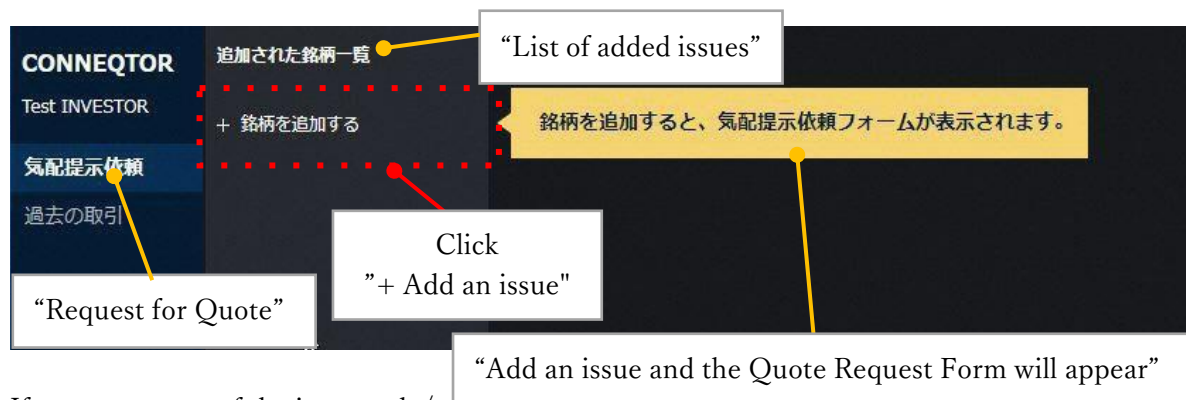 CONNEQTOR
Test INVESTOR
気配提示依頼
過去の取引
追加された銘柄一覧
+ 銘柄を追加する
銘柄を追加すると、気配提示依頼フォームが表示されます。
“List of added issues”
Click
”+ Add an issue"
“Request for Quote”
“Add an issue and the Quote Request Form will appear”